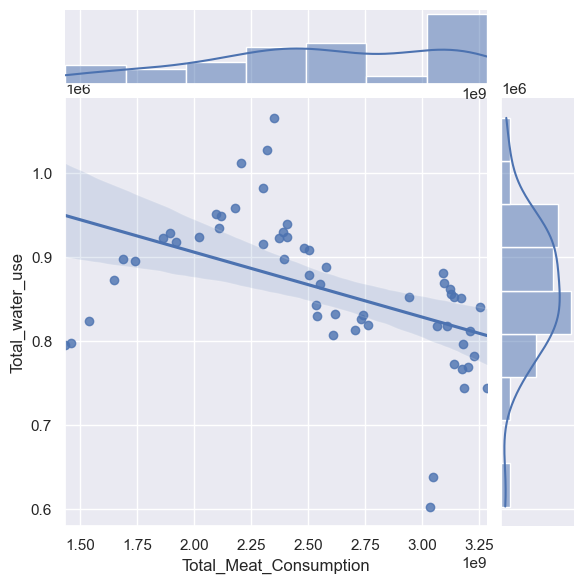 1e6
1e9
1e6
1.0
0.9
0.8
0.7
0.6
Total_water_use
1.50
1.75
2.00
2.25
2.50
2.75
3.00
3.25
1e9
Total_Meat_Consumption